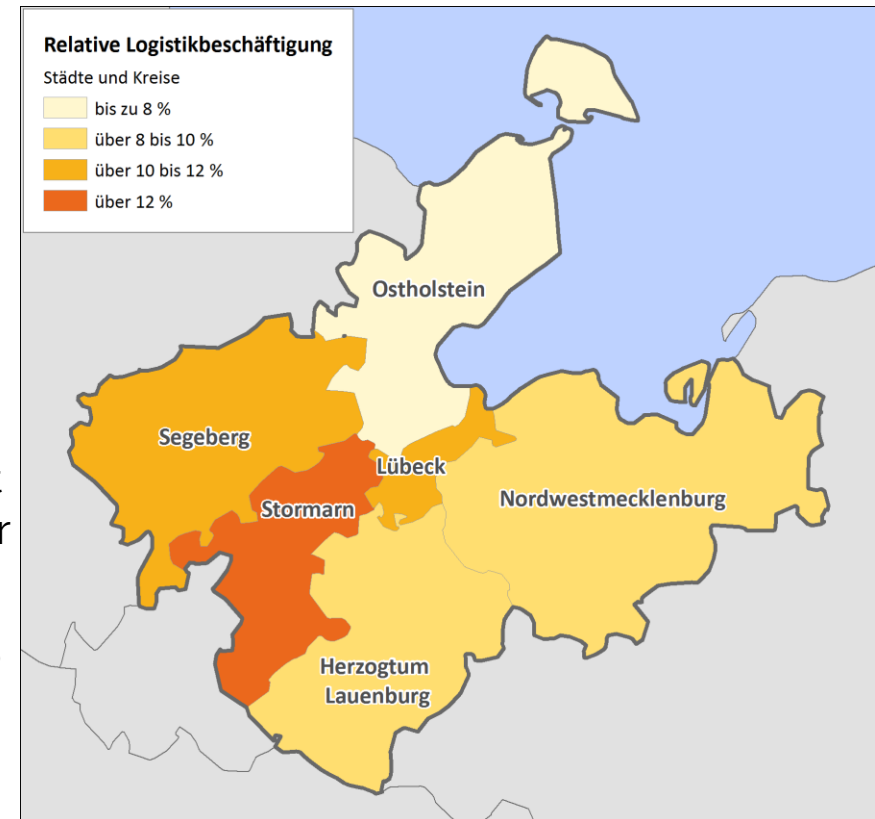 Relative Logistikbeschäftigung
Städte und Kreise
bis zu 8 %
über 8 bis 10 %
über 10 bis 12 %
über 12 %
Ostholstein
Segeberg
Lübeck
Stormarn
Nordwestmecklenburg
Herzogtum
Lauenburg